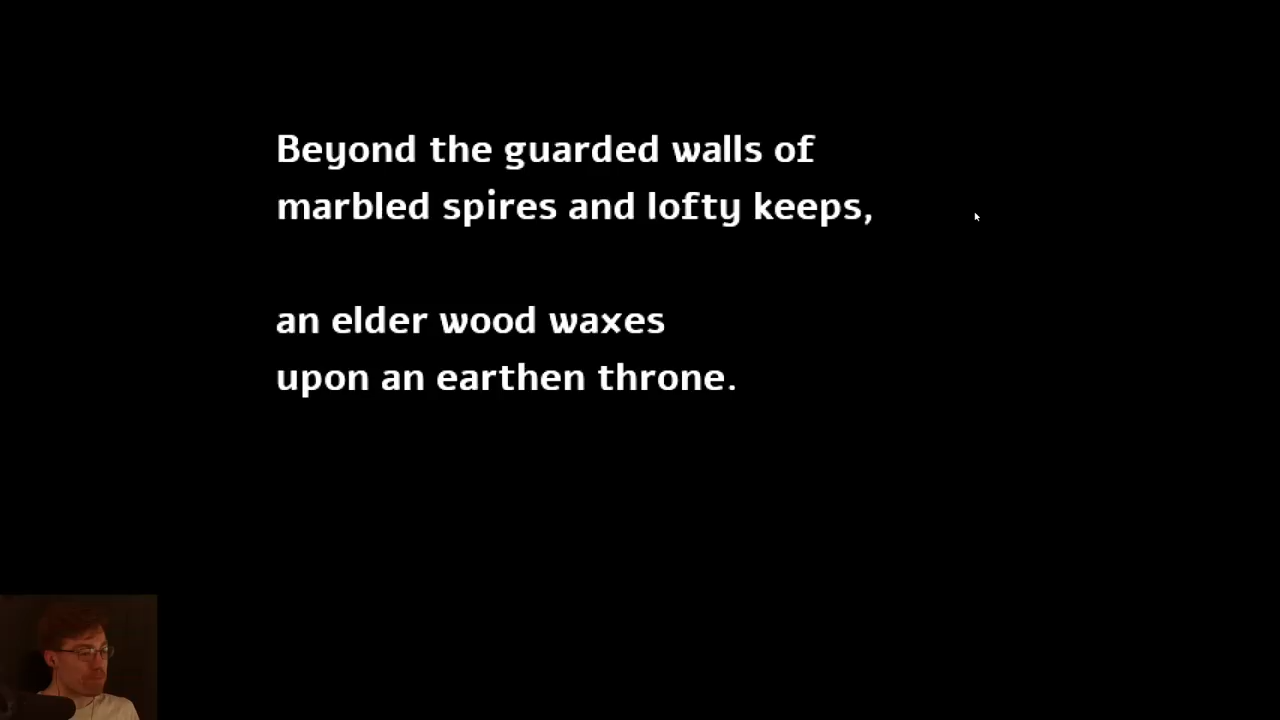 Beyond the guarded walls of
marbled spires and lofty keeps,
an elder wood waxes
upon an earthen throne.